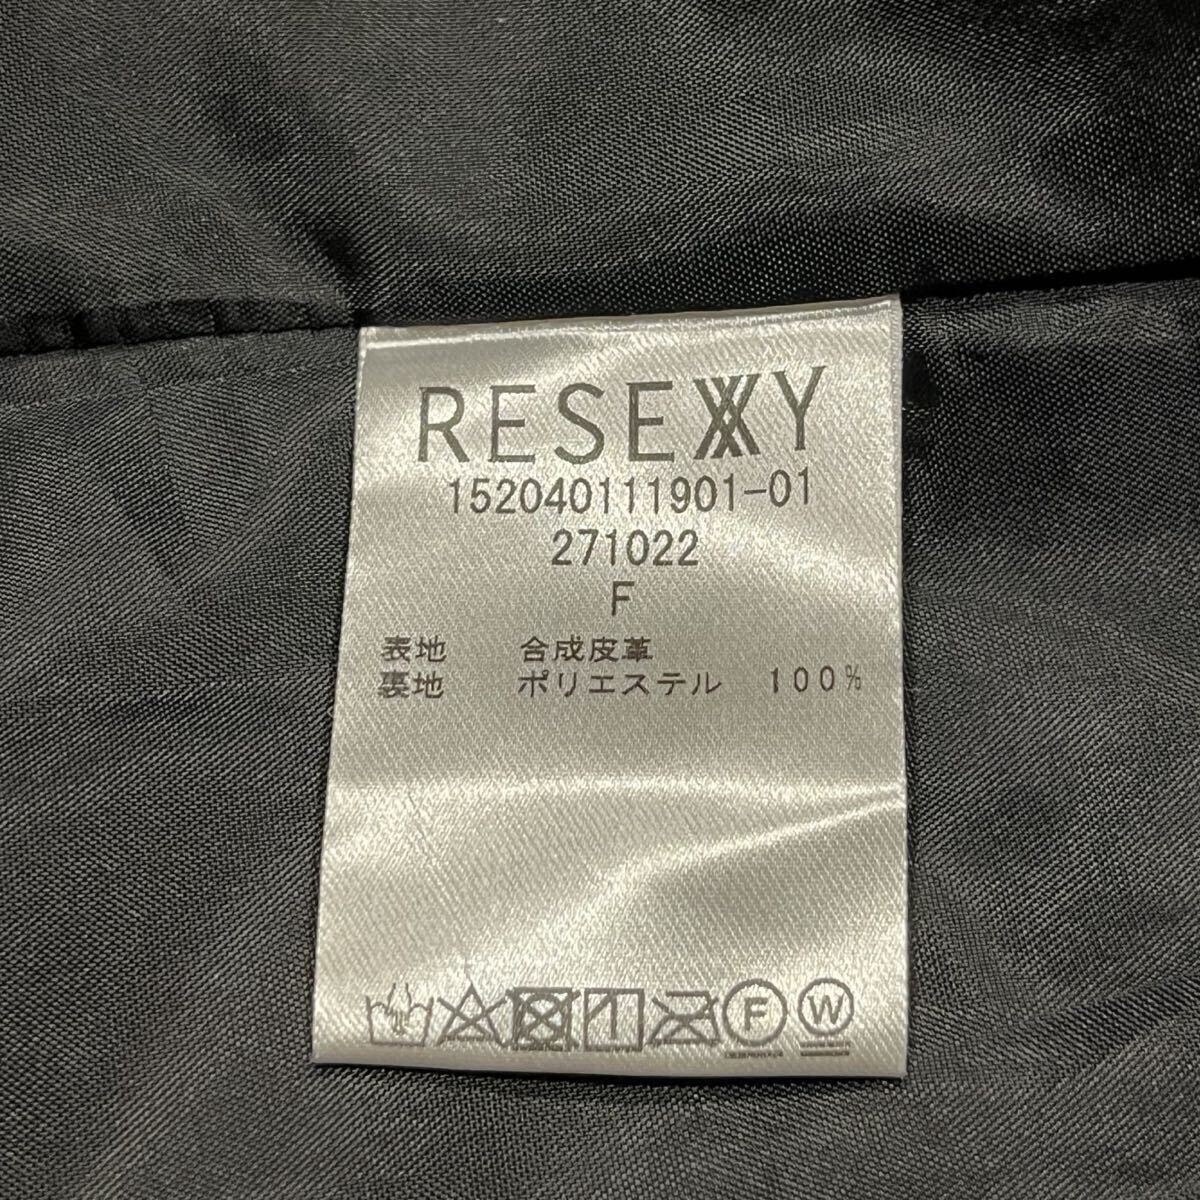 RESEXXY
152040111901-01
271022
F
表地 合成皮革
裏地 ポリエステル 100%
F W